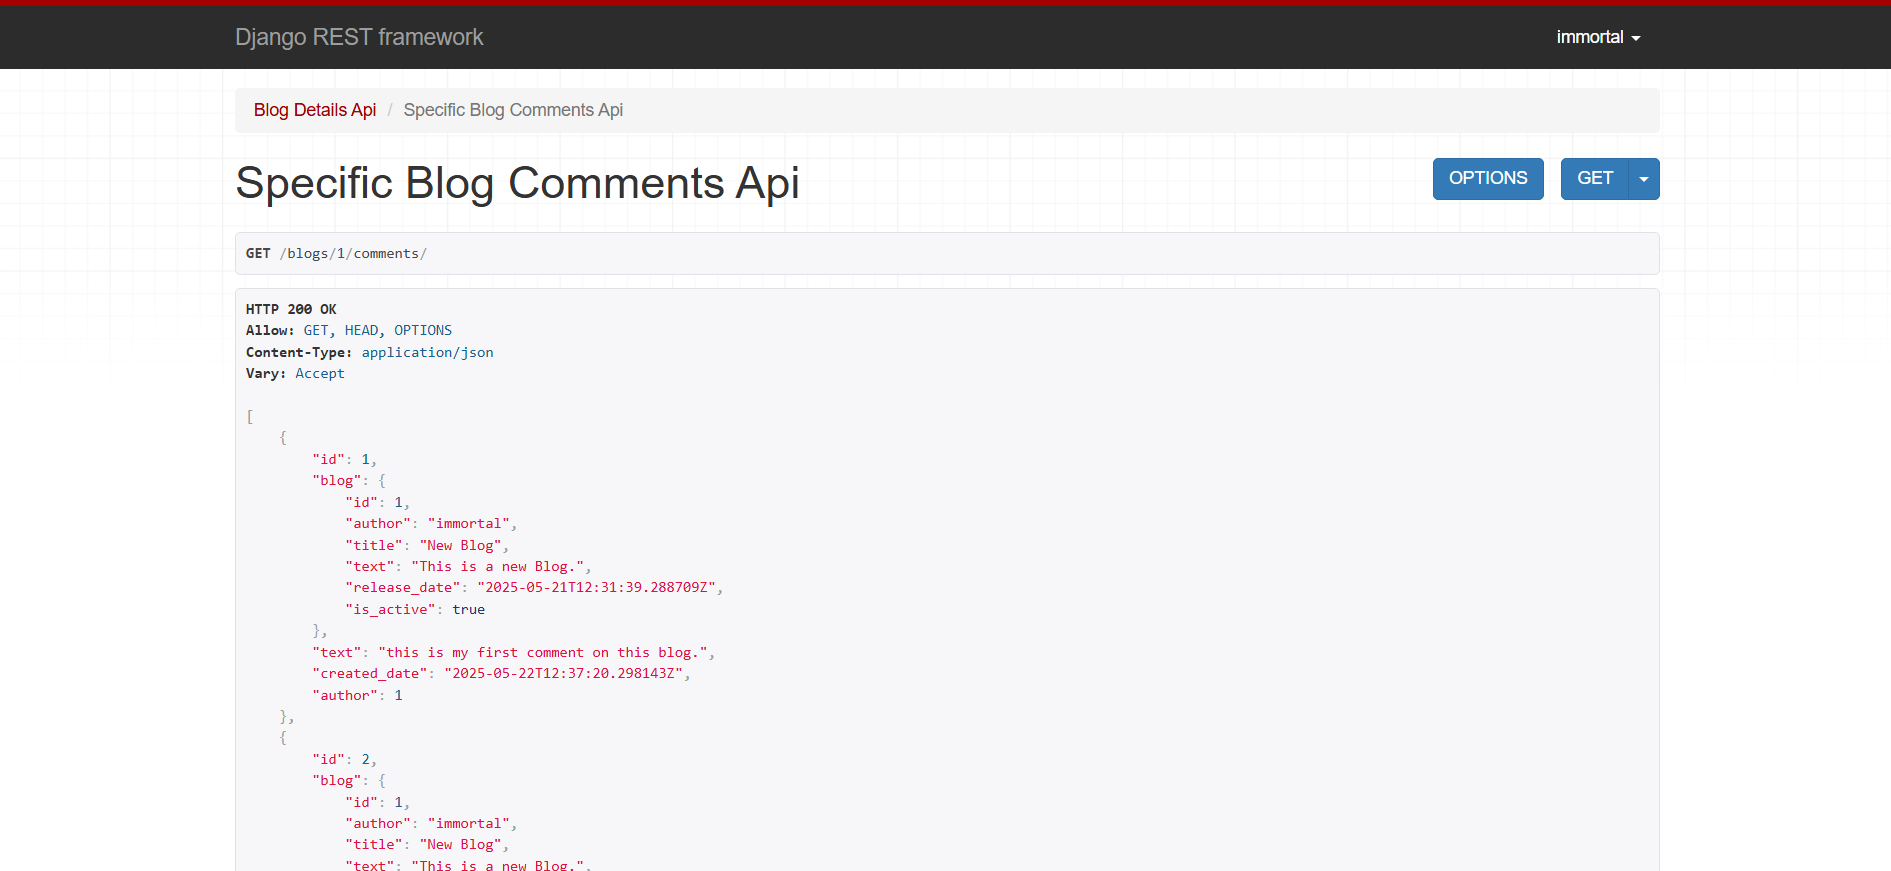 Django REST framework
immortal
Blog Details Api / Specific Blog Comments Api
Specific Blog Comments Api
OPTIONS
GET
GET /blogs/1/comments/
HTTP 200 OK
Allow: GET, HEAD, OPTIONS
Content-Type: application/json
Vary: Accept
[
    {
        "id": 1,
        "blog": {
            "id": 1,
            "author": "immortal",
            "title": "New Blog",
            "text": "This is a new Blog.",
            "release_date": "2025-05-21T12:31:39.288709Z",
            "is_active": true
        },
        "text": "this is my first comment on this blog.",
        "created_date": "2025-05-22T12:37:20.298143Z",
        "author": 1
    },
    {
        "id": 2,
        "blog": {
            "id": 1,
            "author": "immortal",
            "title": "New Blog",
            "text": "This is a new Blog.",